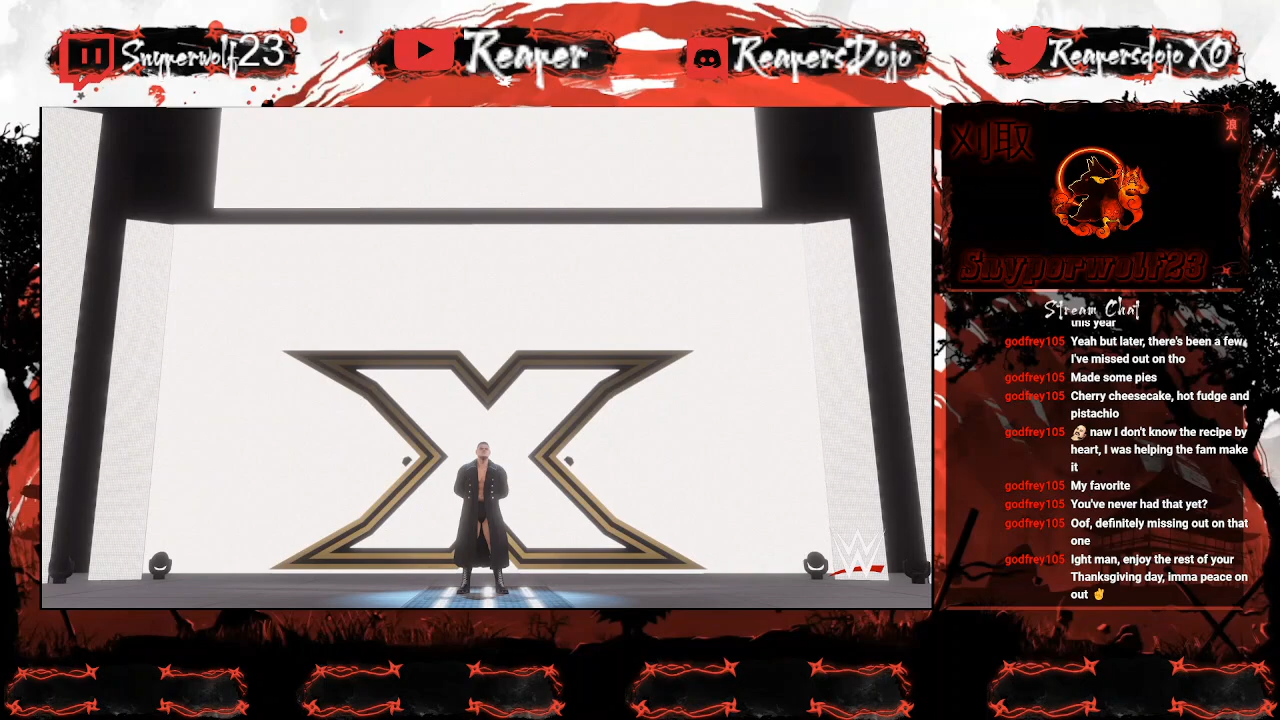 Snyperwolf23
Reaper
ReapersDojo
ReapersdojoXO
X
W
刈取
浪人
Snyperwolf23
Stream Chat
this year
godfrey105 Yeah but later, there's been a few,
I've missed out on tho
godfrey105 Made some pies
godfrey105 Cherry cheesecake, hot fudge and
pistachio
godfrey105 naw I don't know the recipe by
heart, I was helping the fam make
it
godfrey105 My favorite
godfrey105 You've never had that yet?
godfrey105 Oof, definitely missing out on that
one
godfrey105 Ight man, enjoy the rest of your
Thanksgiving day, imma peace on
out ✌